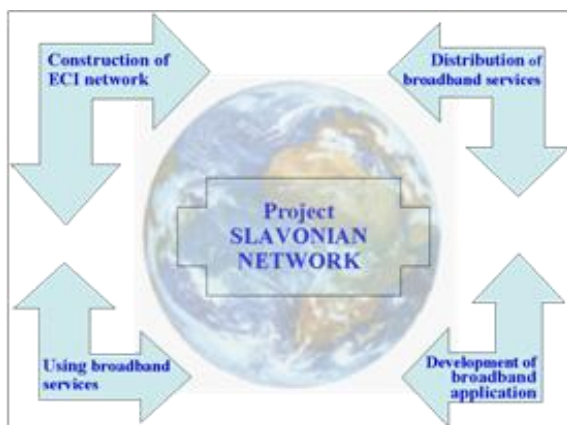 Construction of
ECI network
Distribution of
broadband services
Project
SLAVONIAN
NETWORK
Using broadband
services
Development of
broadband
application